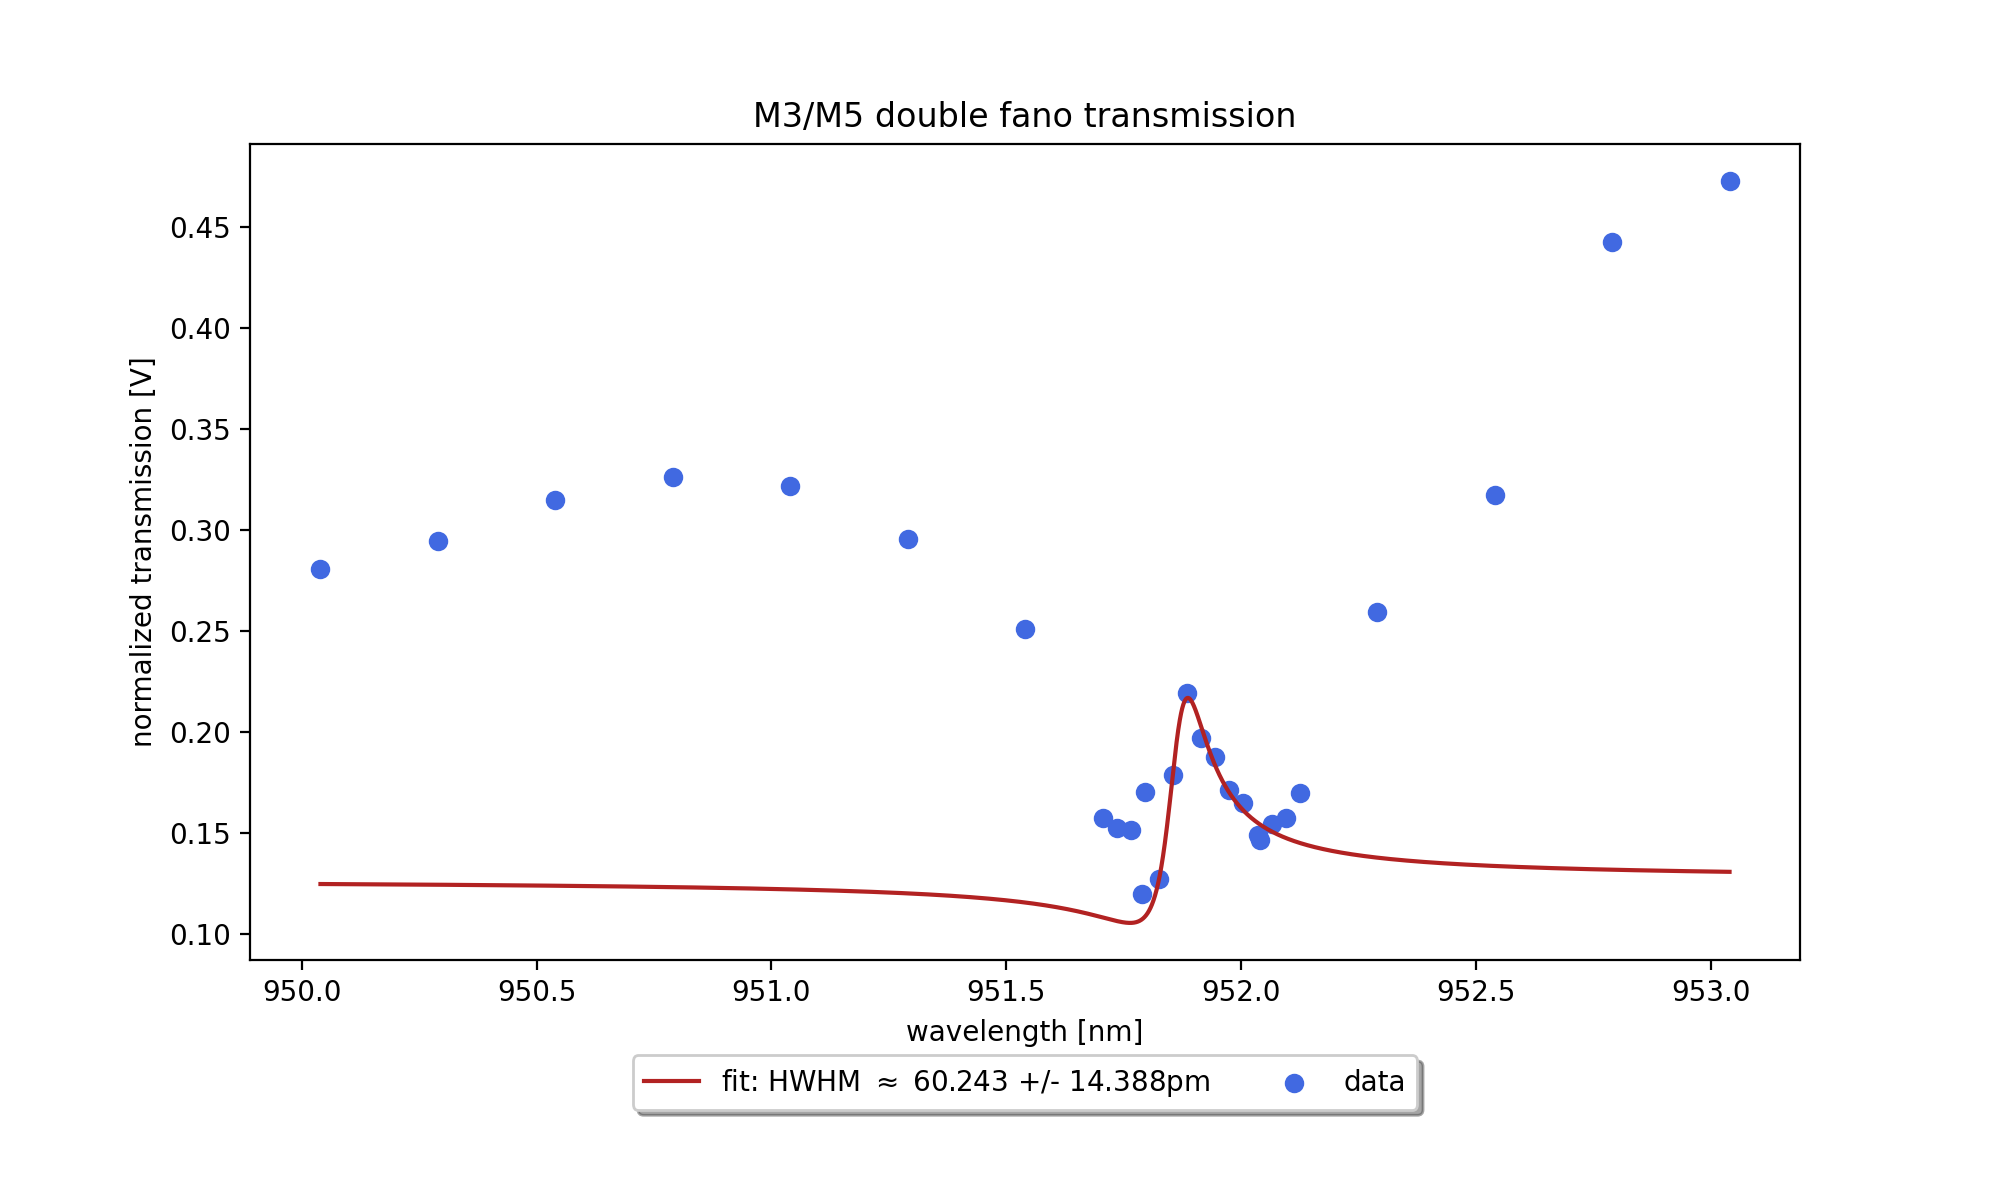 M3/M5 double fano transmission
normalized transmission [V]
0.45
0.40
0.35
0.30
0.25
0.20
0.15
0.10
950.0 950.5 951.0 951.5 952.0 952.5 953.0
wavelength [nm]
fit: HWHM ≈ 60.243 +/- 14.388pm data